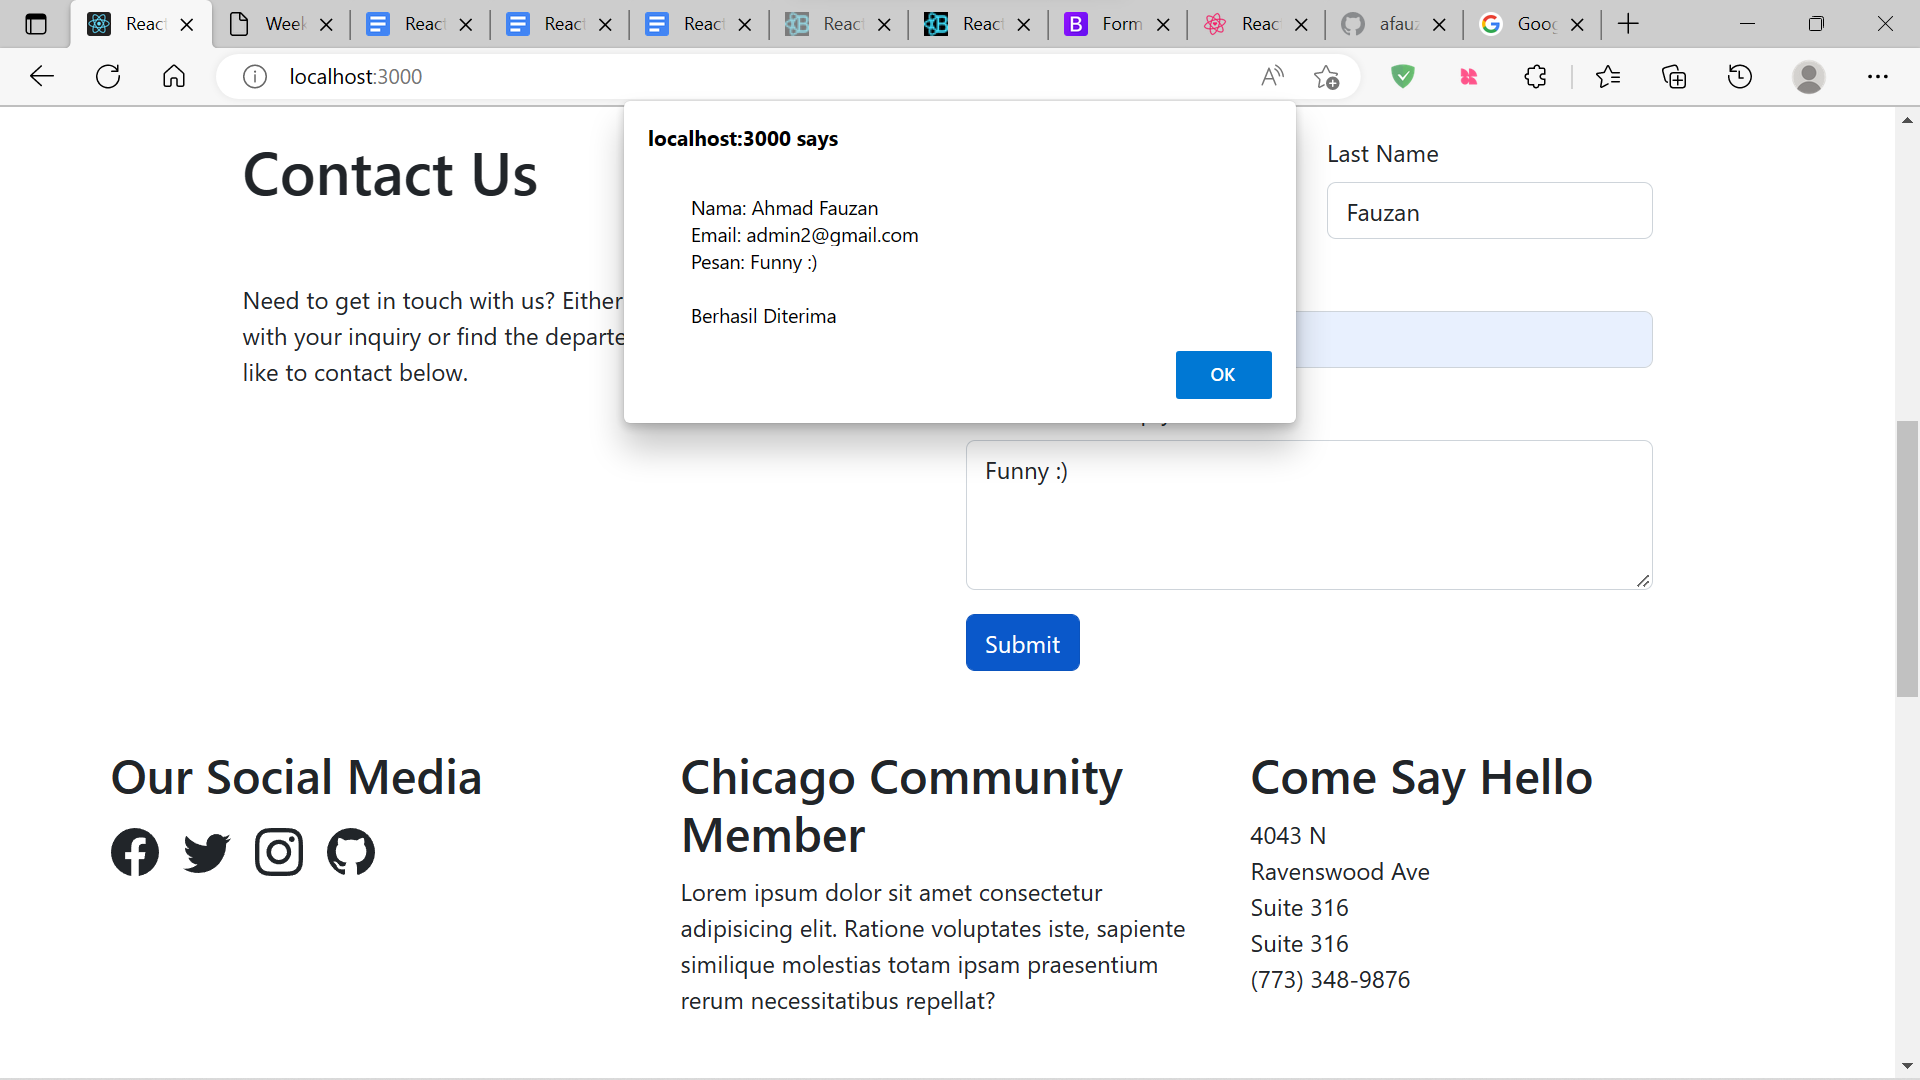 React
Week
React
React
React
React
React
Form
React
afauz
Goog
localhost:3000
localhost:3000 says
Nama: Ahmad Fauzan
Email: admin2@gmail.com
Pesan: Funny :)
Berhasil Diterima
OK
Contact Us
Need to get in touch with us? Either
with your inquiry or find the departe
like to contact below.
Last Name
Fauzan
Funny :)
Submit
Our Social Media
Chicago Community
Member
Lorem ipsum dolor sit amet consectetur
adipisicing elit. Ratione voluptates iste, sapiente
similique molestias totam ipsam praesentium
rerum necessitatibus repellat?
Come Say Hello
4043 N
Ravenswood Ave
Suite 316
Suite 316
(773) 348-9876